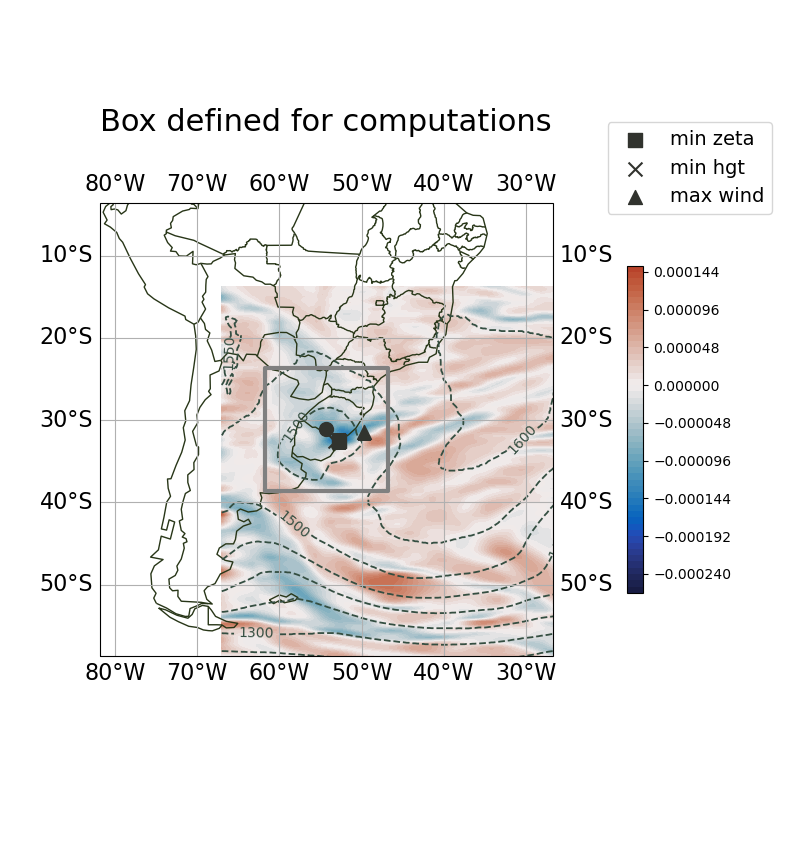 Box defined for computations
min zeta
min hgt
max wind
80°W 70°W 60°W 50°W 40°W 30°W
10°S 10°S
20°S 20°S
30°S 30°S
40°S 40°S
50°S 50°S
80°W 70°W 60°W 50°W 40°W 30°W
1550
1500
1600
1500
1300
0.000144
0.000096
0.000048
0.000000
−0.000048
−0.000096
−0.000144
−0.000192
−0.000240